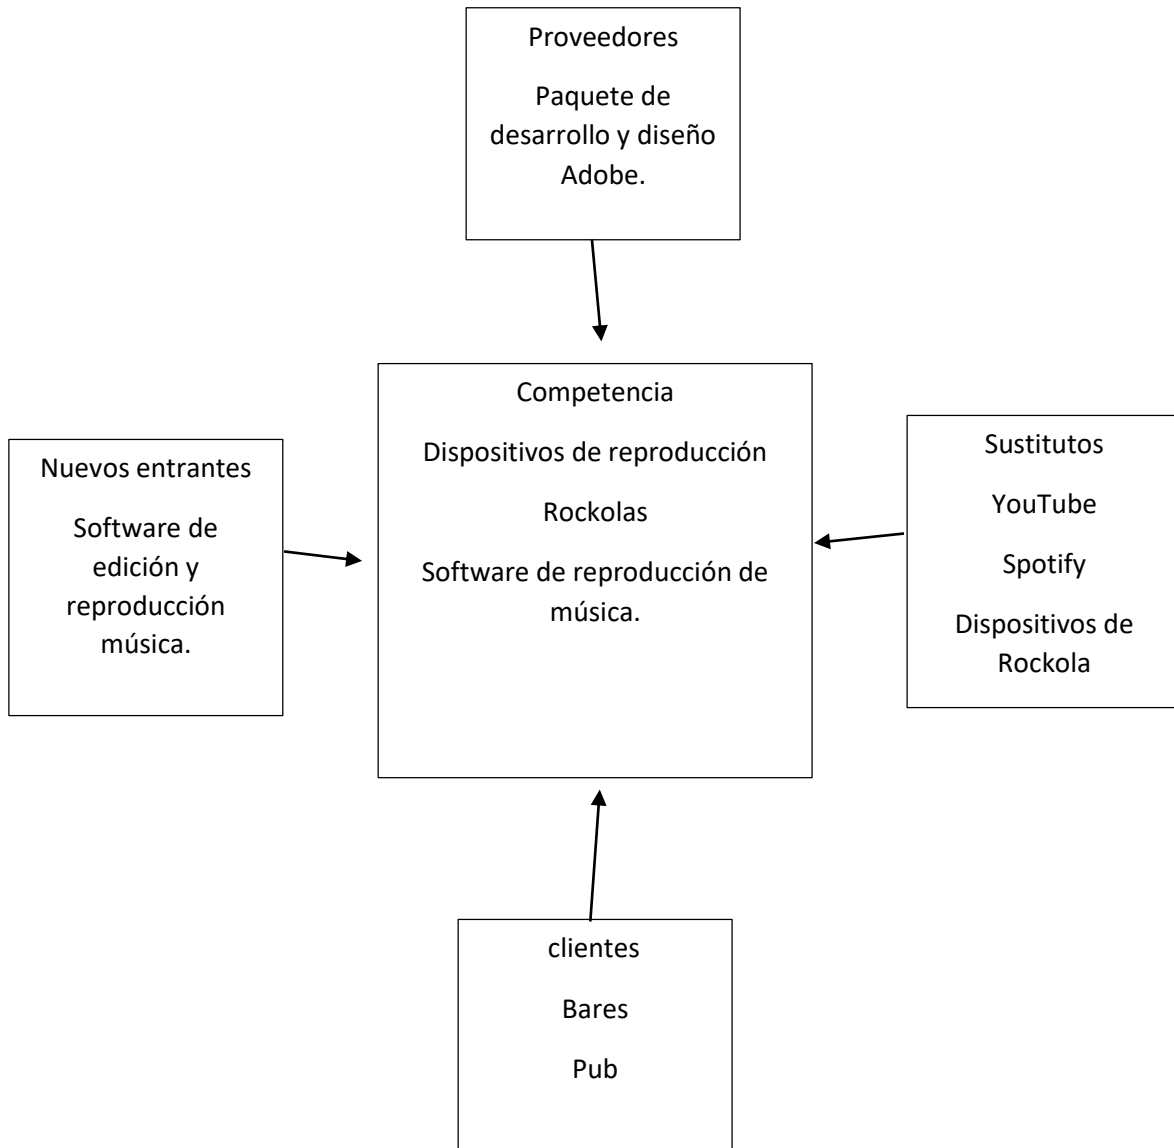 Proveedores
Paquete de
desarrollo y diseño
Adobe.
Competencia
Dispositivos de reproducción
Rockolas
Software de reproducción de
música.
Nuevos entrantes
Software de
edición y
reproducción
música.
Sustitutos
YouTube
Spotify
Dispositivos de
Rockola
clientes
Bares
Pub